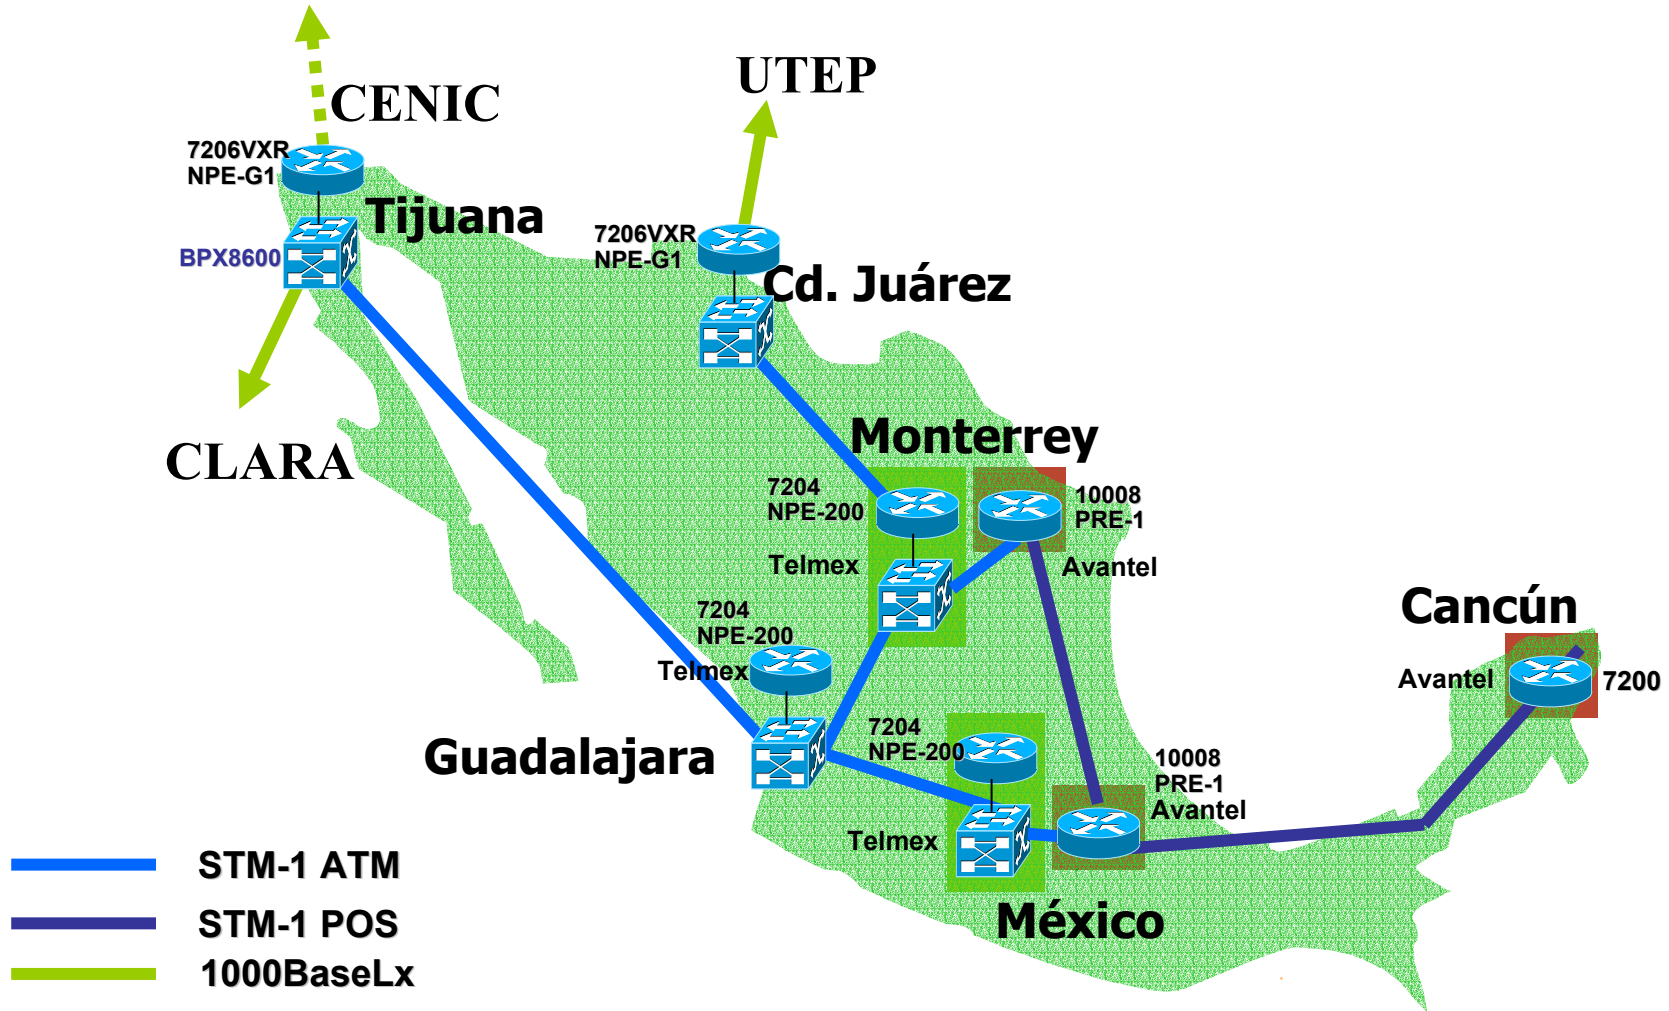 UTEP
CENIC
7206VXR
NPE-G1
Tijuana
7206VXR
NPE-G1
BPX8600
Cd. Juárez
CLARA
Monterrey
7204
NPE-200
10008
PRE-1
Telmex
Avantel
7204
NPE-200
Telmex
Cancún
Avantel
7200
Guadalajara
7204
NPE-200
10008
PRE-1
Avantel
Telmex
México
STM-1 ATM
STM-1 POS
1000BaseLx